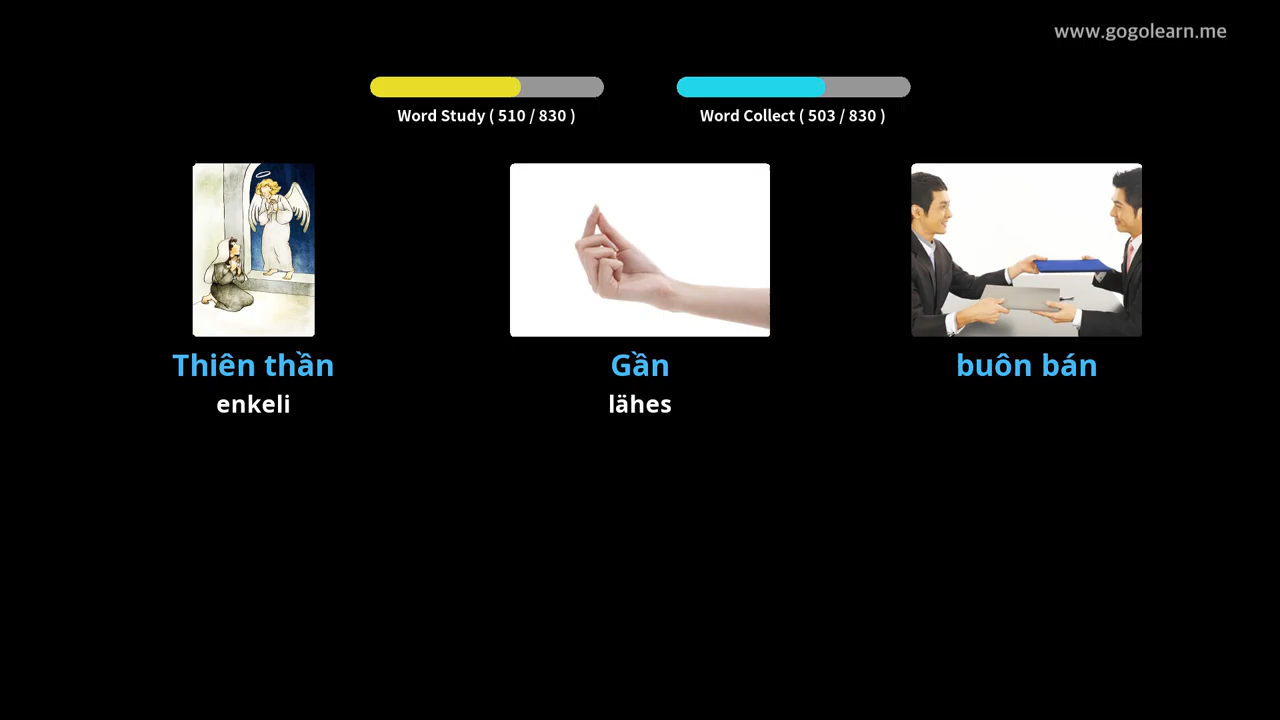 www.gogolearn.me
Word Study ( 510 / 830 )
Word Collect ( 503 / 830 )
Thiên thần
enkeli
Gần
lähes
buôn bán